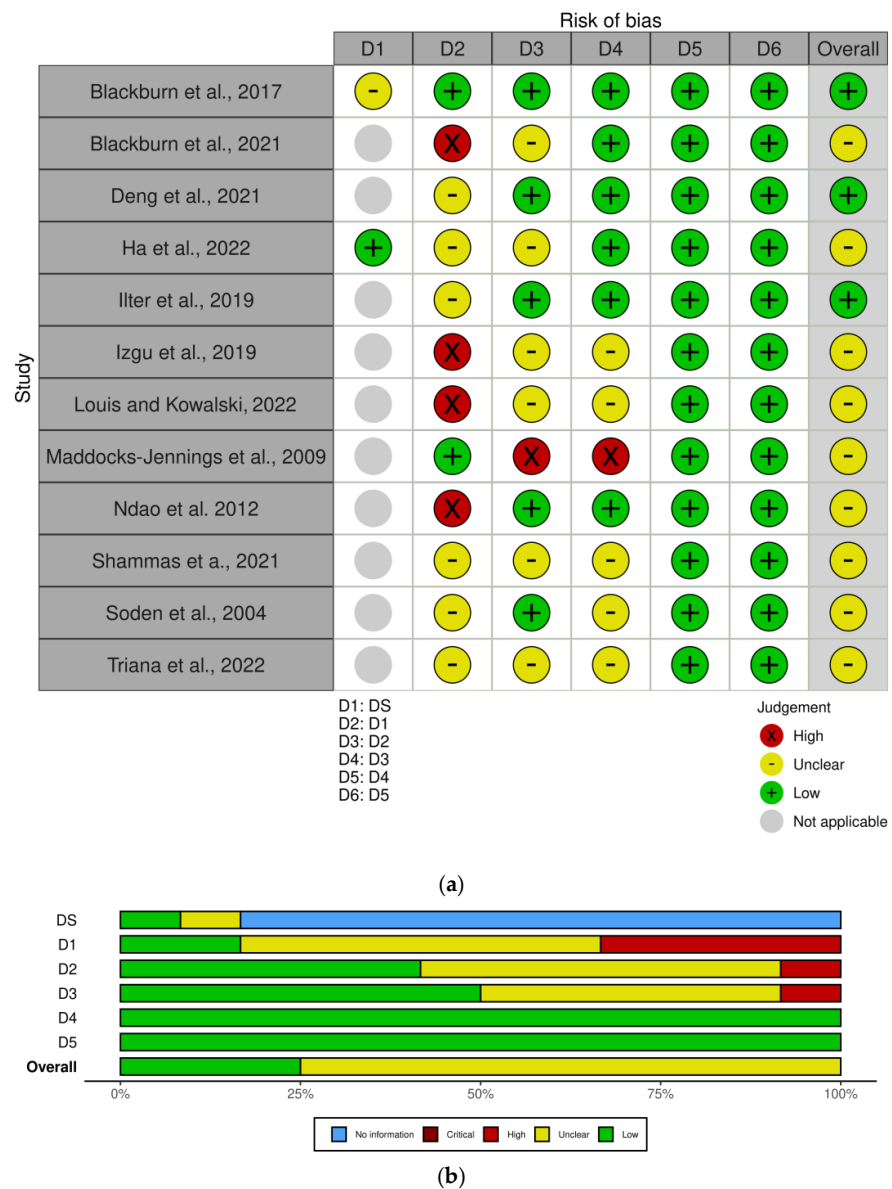 Risk of bias
D1 D2 D3 D4 D5 D6 Overall
Study
Blackburn et al., 2017 - + + + + + +
Blackburn et al., 2021 X - + + + -
Deng et al., 2021 - + + + + +
Ha et al., 2022 + - - + + + -
Ilter et al., 2019 - + + + + +
Izgu et al., 2019 X - - + + -
Louis and Kowalski, 2022 X - - + + -
Maddocks-Jennings et al., 2009 + X X + + -
Ndao et al. 2012 X + + + + -
Shammas et a., 2021 - - - + + -
Soden et al., 2004 - + - + + -
Triana et al., 2022 - - - + + -
D1: DS
D2: D1
D3: D2
D4: D3
D5: D4
D6: D5
Judgement
X High
- Unclear
+ Low
Not applicable
(a)
DS
D1
D2
D3
D4
D5
Overall
0% 25% 50% 75% 100%
No information Critical High Unclear Low
(b)